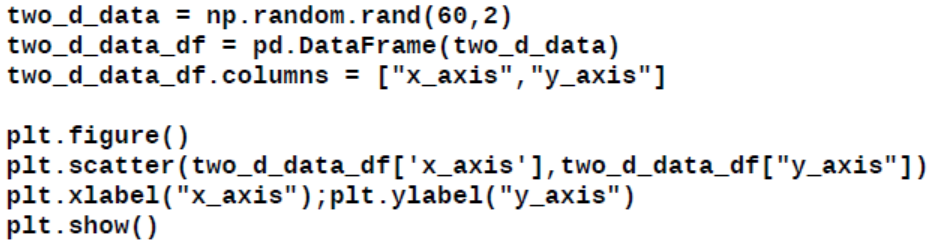 two_d_data = np.random.rand(60,2)
two_d_data_df = pd.DataFrame(two_d_data)
two_d_data_df.columns = ["x_axis","y_axis"]

plt.figure()
plt.scatter(two_d_data_df['x_axis'],two_d_data_df["y_axis"])
plt.xlabel("x_axis");plt.ylabel("y_axis")
plt.show()